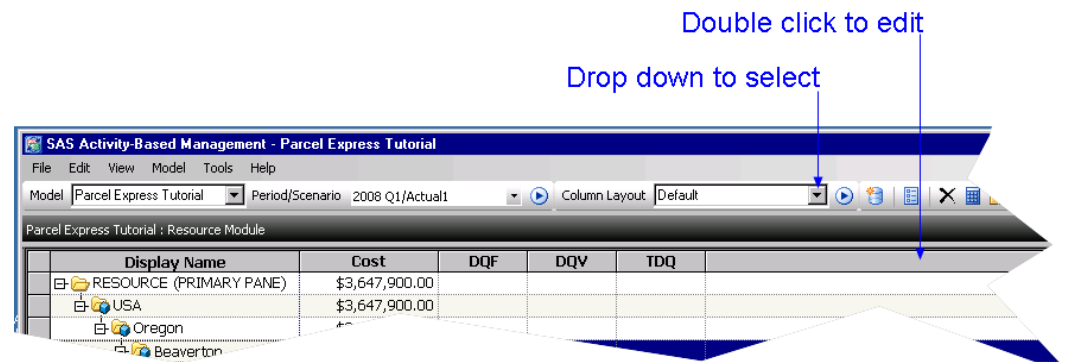 Double click to edit
Drop down to select
SAS Activity-Based Management - Parcel Express Tutorial
File Edit View Model Tools Help
Model Parcel Express Tutorial Period/Scenario 2008 Q1/Actual1 Column Layout Default
Parcel Express Tutorial : Resource Module
Display Name Cost DQF DQV TDQ
RESOURCE (PRIMARY PANE) $3,647,900.00
USA $3,647,900.00
Oregon
Beaverton